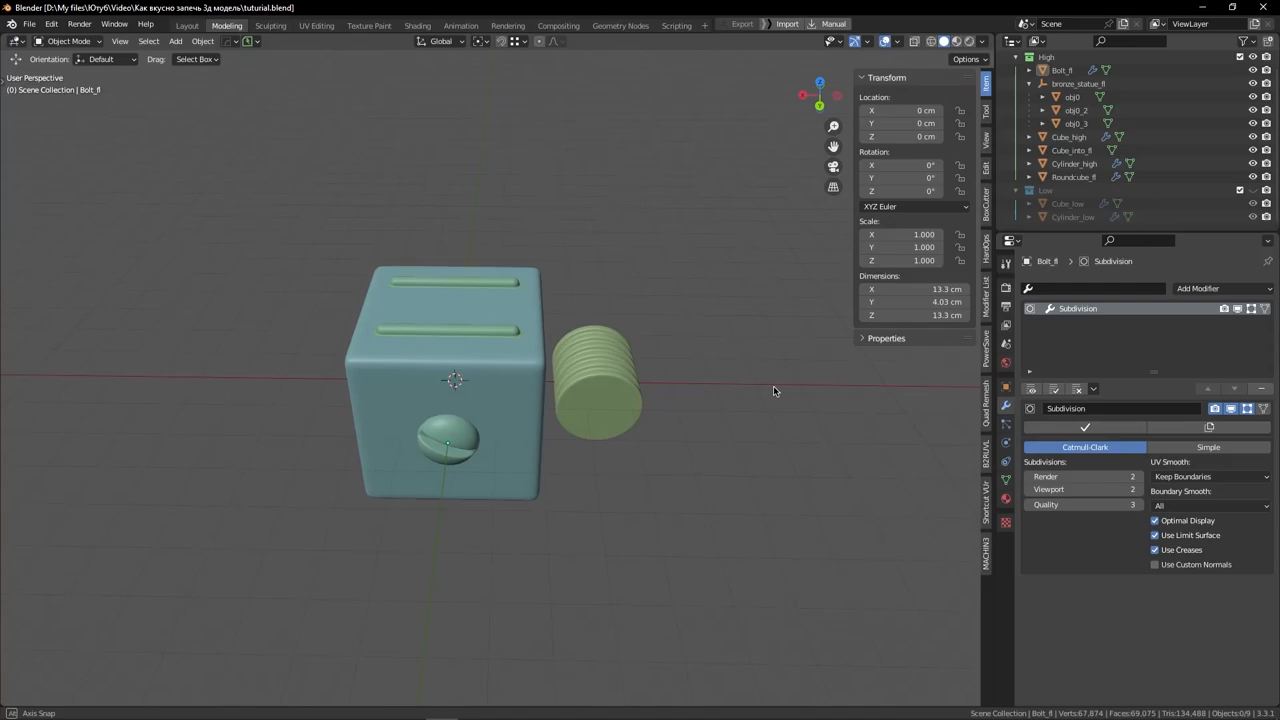 Blender [D:\My files\Ютуб\Video\Как вкусно запечь 3д модель\tuturial.blend]
File Edit Render Window Help Layout Modeling Sculpting UV Editing Texture Paint Shading Animation Rendering Compositing Geometry Nodes Scripting + Export Import Manual Scene ViewLayer
Object Mode View Select Add Object Global
Orientation: Default Drag: Select Box Options
User Perspective
(0) Scene Collection | Bolt_fl
Transform
Location:
X 0 cm
Y 0 cm
Z 0 cm
Rotation:
X 0°
Y 0°
Z 0°
XYZ Euler
Scale:
X 1.000
Y 1.000
Z 1.000
Dimensions:
X 13.3 cm
Y 4.03 cm
Z 13.3 cm
Properties
Item
Tool
View
Edit
BoxCutter
HardOps
Modifier List
PowerSave
Quad Remesh
B2RUVL
Shortcut VUr
MACHIN3
High
Bolt_fl
bronze_statue_fl
obj0
obj0_2
obj0_3
Cube_high
Cube_into_fl
Cylinder_high
Roundcube_fl
Low
Cube_low
Cylinder_low
Bolt_fl > Subdivision
Add Modifier
Subdivision
Subdivision
Catmull-Clark Simple
Subdivisions: UV Smooth:
Render 2 Keep Boundaries
Viewport 2 Boundary Smooth:
Quality 3 All
Optimal Display
Use Limit Surface
Use Creases
Use Custom Normals
Axis Snap
Scene Collection | Bolt_fl | Verts:67,874 | Faces:69,075 | Tris:134,488 | Objects:0/9 | 3.3.1